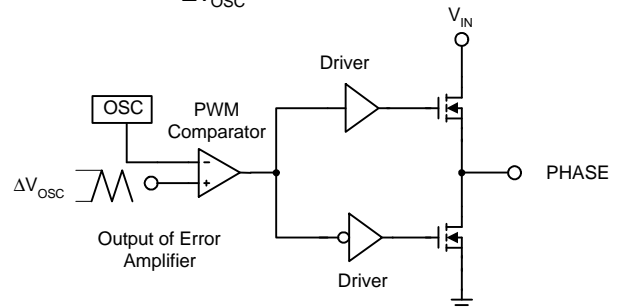 ΔV_OSC
V_IN
Driver
OSC
PWM
Comparator
-
+
ΔV_OSC
PHASE
Output of Error
Amplifier
Driver